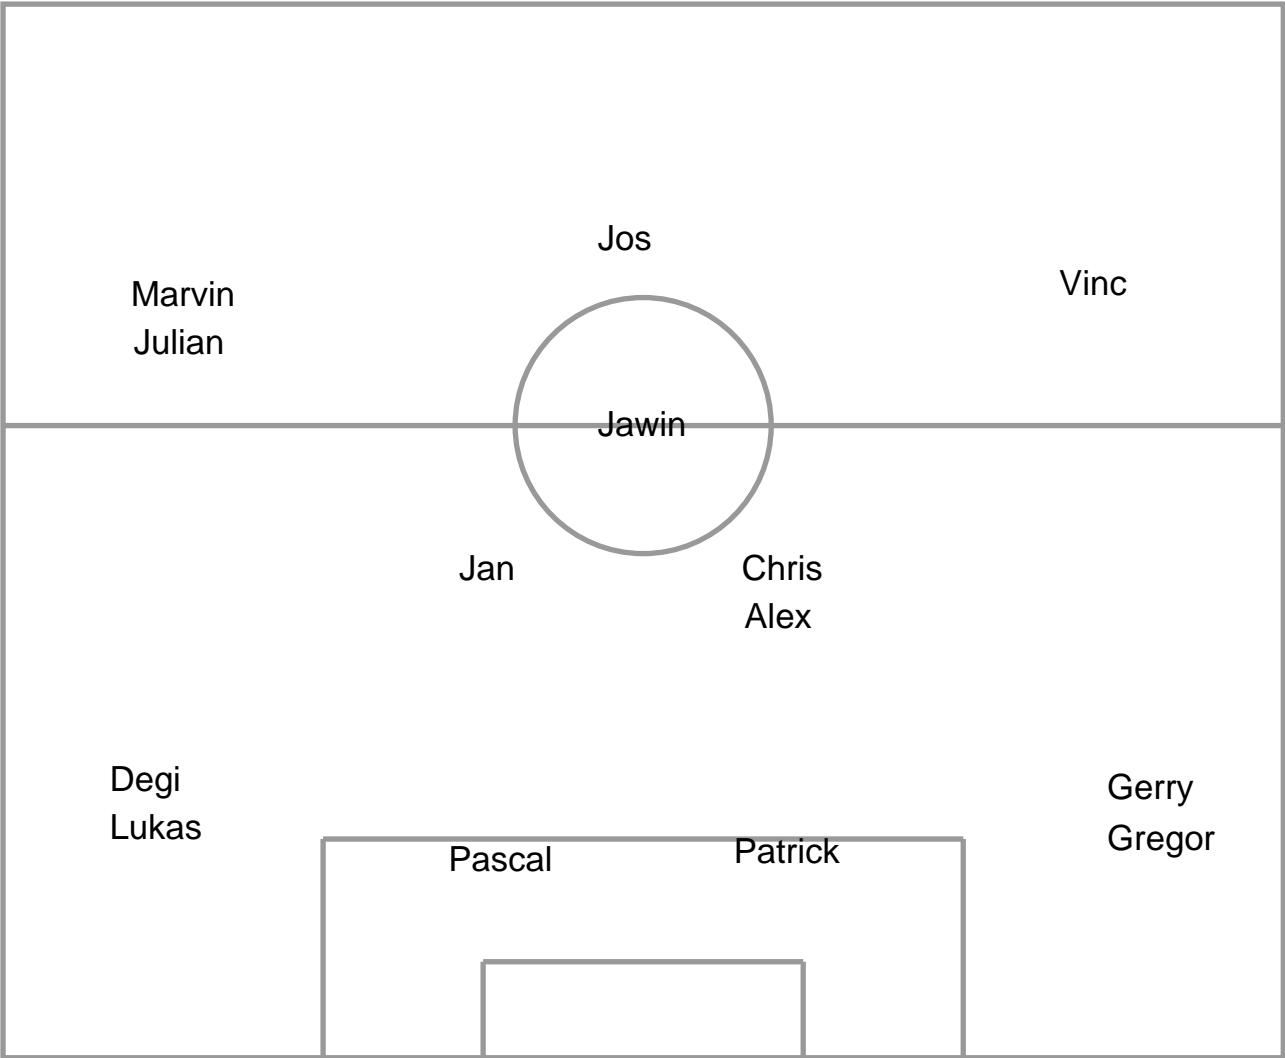 Jos
Vinc
Marvin
Julian
Jawin
Jan
Chris
Alex
Degi
Lukas
Gerry
Gregor
Pascal
Patrick